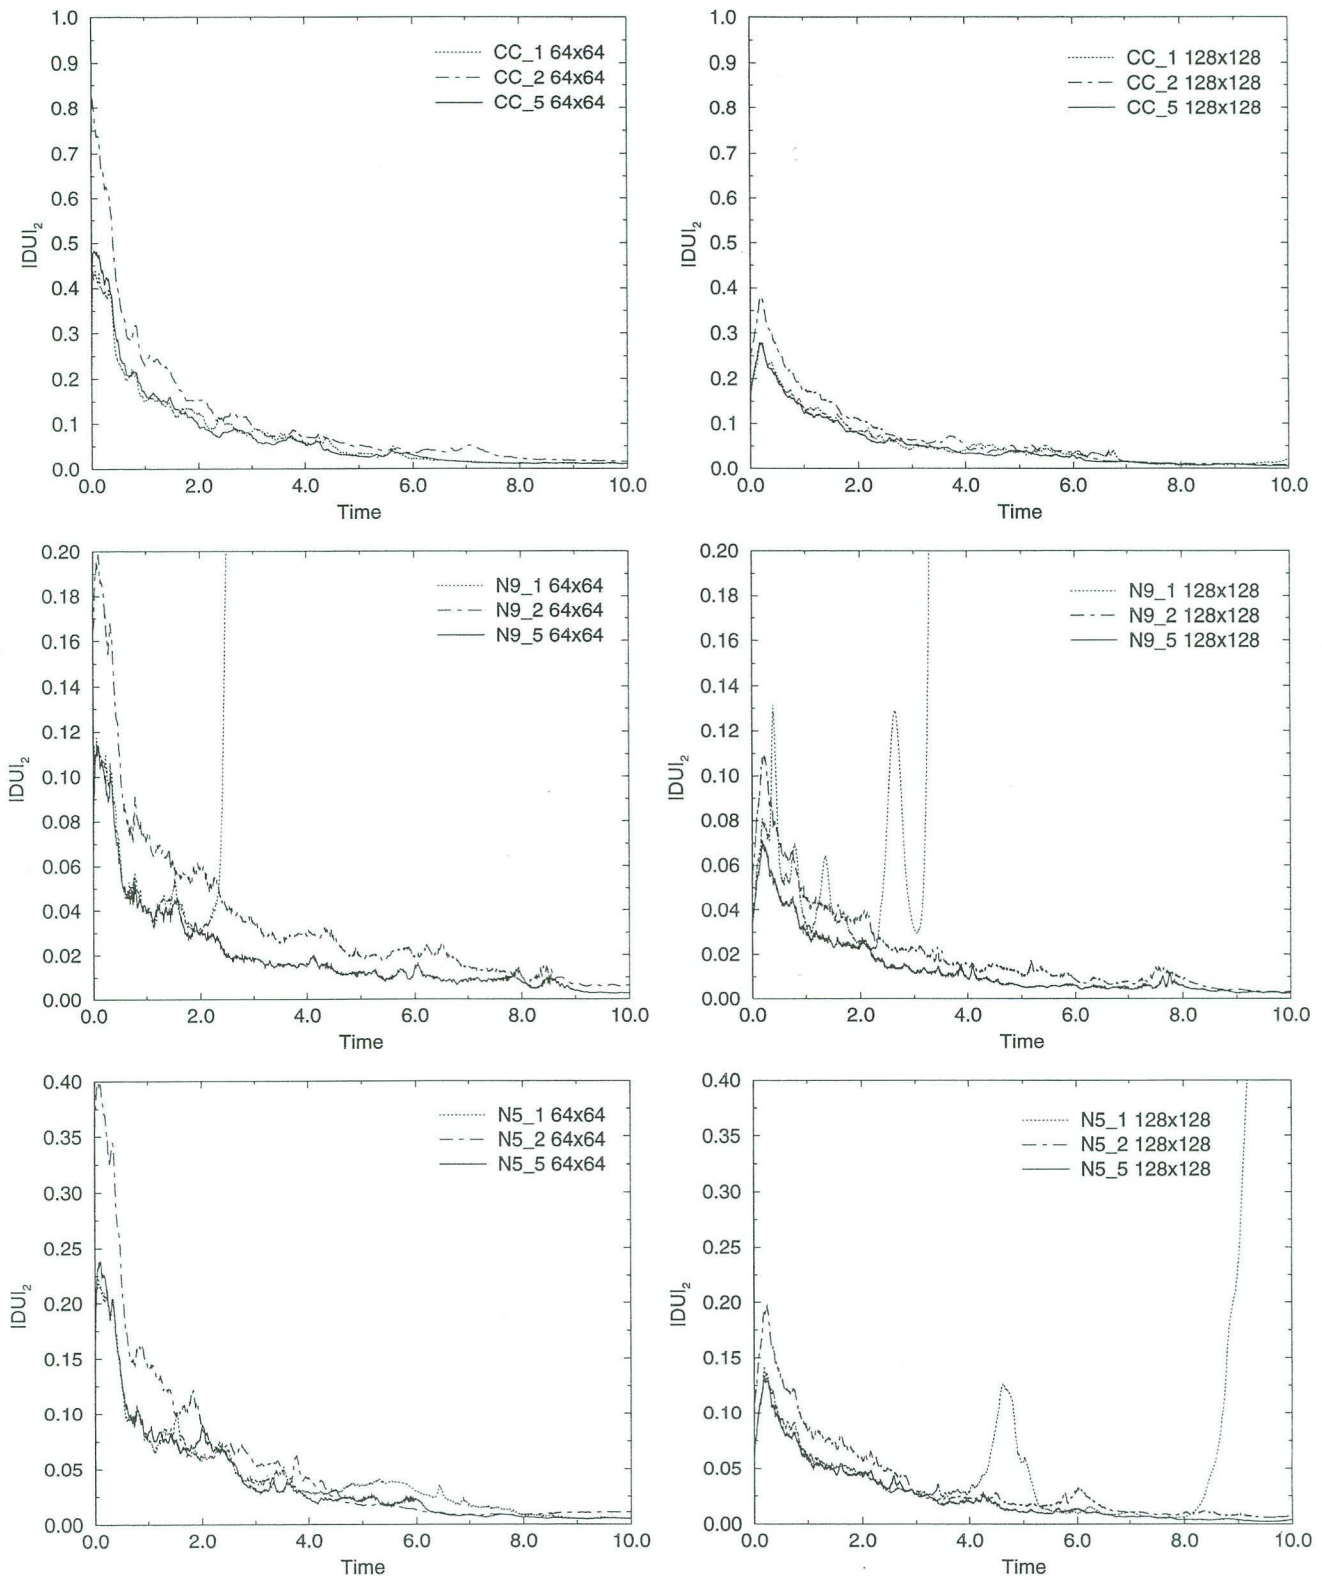 1.0
0.9
0.8
0.7
0.6
0.5
0.4
0.3
0.2
0.1
0.0
|DU|₂
CC_1 64x64
CC_2 64x64
CC_5 64x64
0.0 2.0 4.0 6.0 8.0 10.0
Time
1.0
0.9
0.8
0.7
0.6
0.5
0.4
0.3
0.2
0.1
0.0
|DU|₂
CC_1 128x128
CC_2 128x128
CC_5 128x128
0.0 2.0 4.0 6.0 8.0 10.0
Time
0.20
0.18
0.16
0.14
0.12
0.10
0.08
0.06
0.04
0.02
0.00
|DU|₂
N9_1 64x64
N9_2 64x64
N9_5 64x64
0.0 2.0 4.0 6.0 8.0 10.0
Time
0.20
0.18
0.16
0.14
0.12
0.10
0.08
0.06
0.04
0.02
0.00
|DU|₂
N9_1 128x128
N9_2 128x128
N9_5 128x128
0.0 2.0 4.0 6.0 8.0 10.0
Time
0.40
0.35
0.30
0.25
0.20
0.15
0.10
0.05
0.00
|DU|₂
N5_1 64x64
N5_2 64x64
N5_5 64x64
0.0 2.0 4.0 6.0 8.0 10.0
Time
0.40
0.35
0.30
0.25
0.20
0.15
0.10
0.05
0.00
|DU|₂
N5_1 128x128
N5_2 128x128
N5_5 128x128
0.0 2.0 4.0 6.0 8.0 10.0
Time